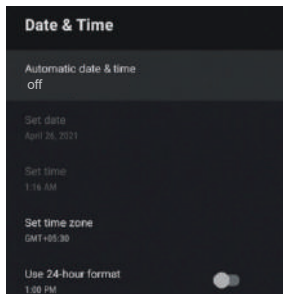 Date & Time
Automatic date & time
off
Set date
April 26, 2021
Set time
1:16 AM
Set time zone
GMT+05:30
Use 24-hour format
1:00 PM